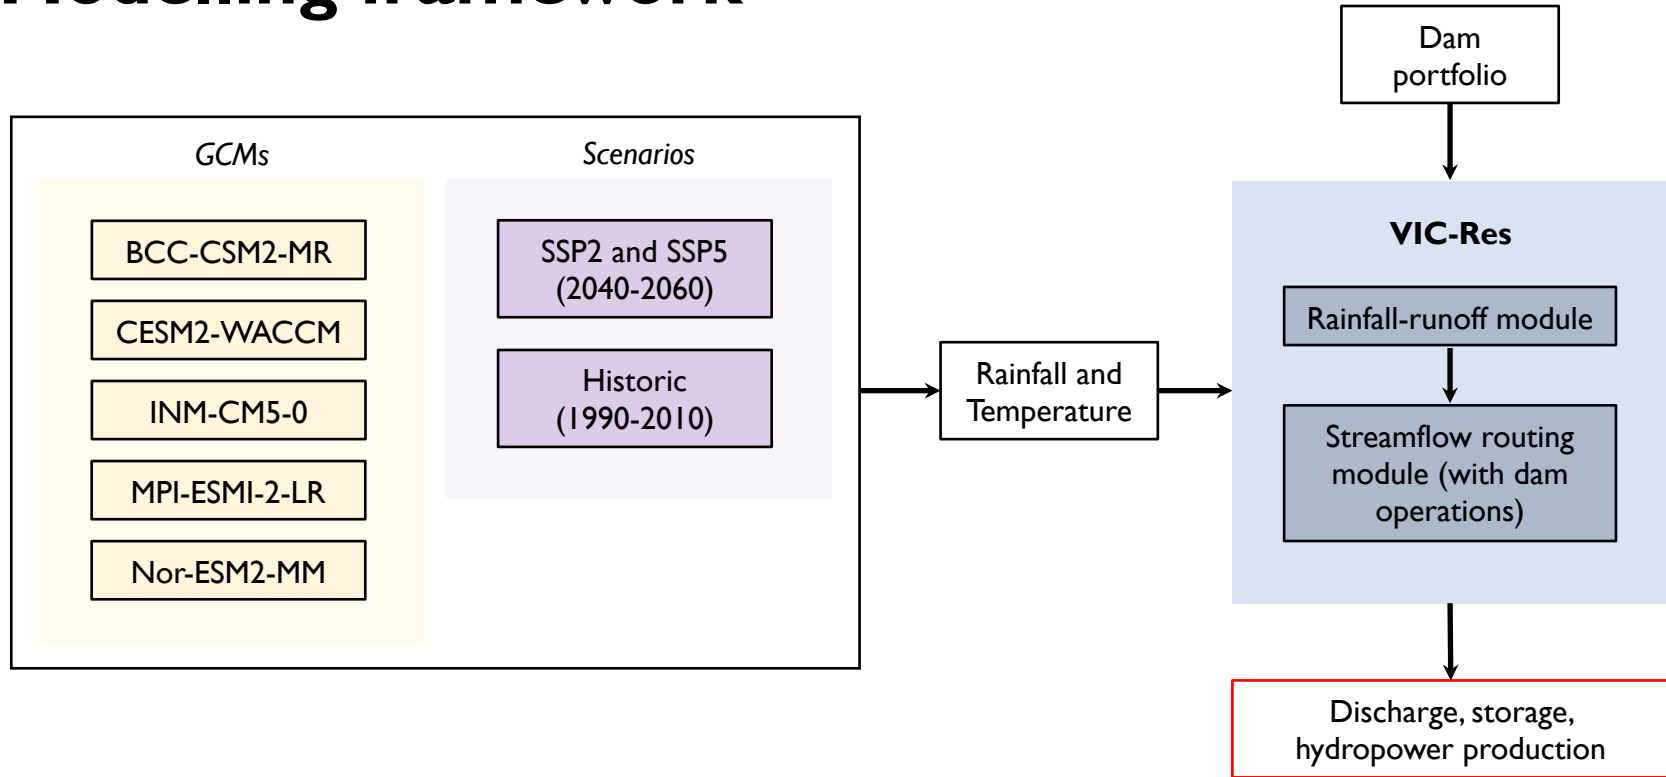 Modelling framework
Dam
portfolio
GCMs
Scenarios
BCC-CSM2-MR
CESM2-WACCM
INM-CM5-0
MPI-ESMI-2-LR
Nor-ESM2-MM
SSP2 and SSP5
(2040-2060)
Historic
(1990-2010)
Rainfall and
Temperature
VIC-Res
Rainfall-runoff module
Streamflow routing
module (with dam
operations)
Discharge, storage,
hydropower production